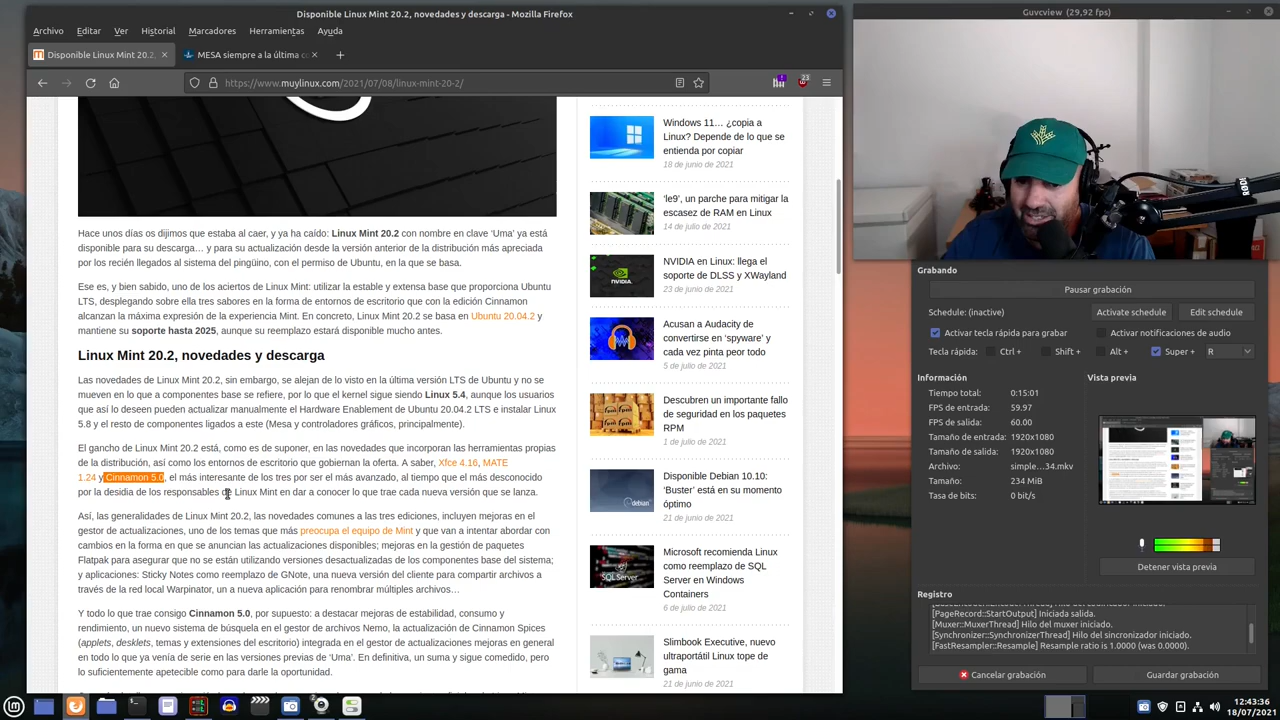 Disponible Linux Mint 20.2, novedades y descarga - Mozilla Firefox
Archivo Editar Ver Historial Marcadores Herramientas Ayuda
Disponible Linux Mint 20.2,
MESA siempre a la última co
https://www.muylinux.com/2021/07/08/linux-mint-20-2/
23
Hace unos días os dijimos que estaba al caer, y ya ha caído: Linux Mint 20.2 con nombre en clave ‘Uma’ ya está
disponible para su descarga… y para su actualización desde la versión anterior de la distribución más apreciada
por los recién llegados al sistema del pingüino, con el permiso de Ubuntu, en la que se basa.
Ese es, y bien sabido, uno de los aciertos de Linux Mint: utilizar la estable y extensa base que proporciona Ubuntu
LTS, desplegando sobre ella tres sabores en la forma de entornos de escritorio que con la edición Cinnamon
alcanzan la máxima expresión de la experiencia Mint. En concreto, Linux Mint 20.2 se basa en Ubuntu 20.04.2 y
mantiene su soporte hasta 2025, aunque su reemplazo estará disponible mucho antes.
Linux Mint 20.2, novedades y descarga
Las novedades de Linux Mint 20.2, sin embargo, se alejan de lo visto en la última versión LTS de Ubuntu y no se
mueven en lo que a componentes base se refiere, por lo que el kernel sigue siendo Linux 5.4, aunque los usuarios
que así lo deseen pueden actualizar manualmente el Hardware Enablement de Ubuntu 20.04.2 LTS e instalar Linux
5.8 y el resto de componentes ligados a este (Mesa y controladores gráficos, principalmente).
El gancho de Linux Mint 20.2 está, como es de suponer, en las novedades que incorporan las herramientas propias
de la distribución, así como los entornos de escritorio que gobiernan la oferta. A saber, Xfce 4.16, MATE
1.24 y Cinnamon 5.0, el más interesante de los tres por ser el más avanzado, al tiempo que el más desconocido
por la desidia de los responsables de Linux Mint en dar a conocer lo que trae cada nueva versión que se lanza.
Así, las generalidades de Linux Mint 20.2, las novedades comunes a las tres ediciones, incluyen mejoras en el
gestor de actualizaciones, uno de los temas que más preocupa el equipo de Mint y que van a intentar abordar con
cambios en la forma en que se anuncian las actualizaciones disponibles; mejoras en la gestión de paquetes
Flatpak para asegurar que no se están utilizando versiones desactualizadas de los componentes base del sistema;
y aplicaciones: Sticky Notes como reemplazo de GNote, una nueva versión del cliente para compartir archivos a
través de la red local Warpinator, un a nueva aplicación para renombrar múltiples archivos…
Y todo lo que trae consigo Cinnamon 5.0, por supuesto: a destacar mejoras de estabilidad, consumo y
rendimiento, un nuevo sistema de búsqueda en el gestor de archivos Nemo, la actualización de Cinnamon Spices
(applets, desklets, temas y extensiones del escritorio) integrada en el gestor de actualizaciones mejoras en general
en todo lo que ya venía de serie en las versiones previas de ‘Uma’. En definitiva, un suma y sigue comedido, pero
lo suficientemente apetecible como para darle la oportunidad.
Windows 11… ¿copia a
Linux? Depende de lo que se
entienda por copiar
18 de junio de 2021
‘le9’, un parche para mitigar la
escasez de RAM en Linux
14 de julio de 2021
NVIDIA en Linux: llega el
soporte de DLSS y XWayland
23 de junio de 2021
Acusan a Audacity de
convertirse en ‘spyware’ y
cada vez pinta peor todo
5 de julio de 2021
Descubren un importante fallo
de seguridad en los paquetes
RPM
1 de julio de 2021
Disponible Debian 10.10:
‘Buster’ está en su momento
óptimo
21 de junio de 2021
Microsoft recomienda Linux
como reemplazo de SQL
Server en Windows
Containers
6 de julio de 2021
Slimbook Executive, nuevo
ultraportátil Linux tope de
gama
21 de junio de 2021
Guvcview (29,92 fps)
Grabando
Pausar grabación
Schedule: (inactive) Activate schedule Edit schedule
Activar tecla rápida para grabar Activar notificaciones de audio
Tecla rápida: Ctrl + Shift + Alt + Super + R
Información
Tiempo total: 0:15:01
FPS de entrada: 59.97
FPS de salida: 60.00
Tamaño de entrada: 1920x1080
Tamaño de salida: 1920x1080
Archivo: simple...34.mkv
Tamaño: 234 MiB
Tasa de bits: 0 bit/s
Vista previa
Detener vista previa
Registro
[PageRecord::StartOutput] Iniciada salida.
[Muxer::MuxerThread] Hilo del muxer iniciado.
[Synchronizer::SynchronizerThread] Hilo del sincronizador iniciado.
[FastResampler::Resample] Resample ratio is 1.0000 (was 0.0000).
Cancelar grabación Guardar grabación
12:43:36
18/07/2021